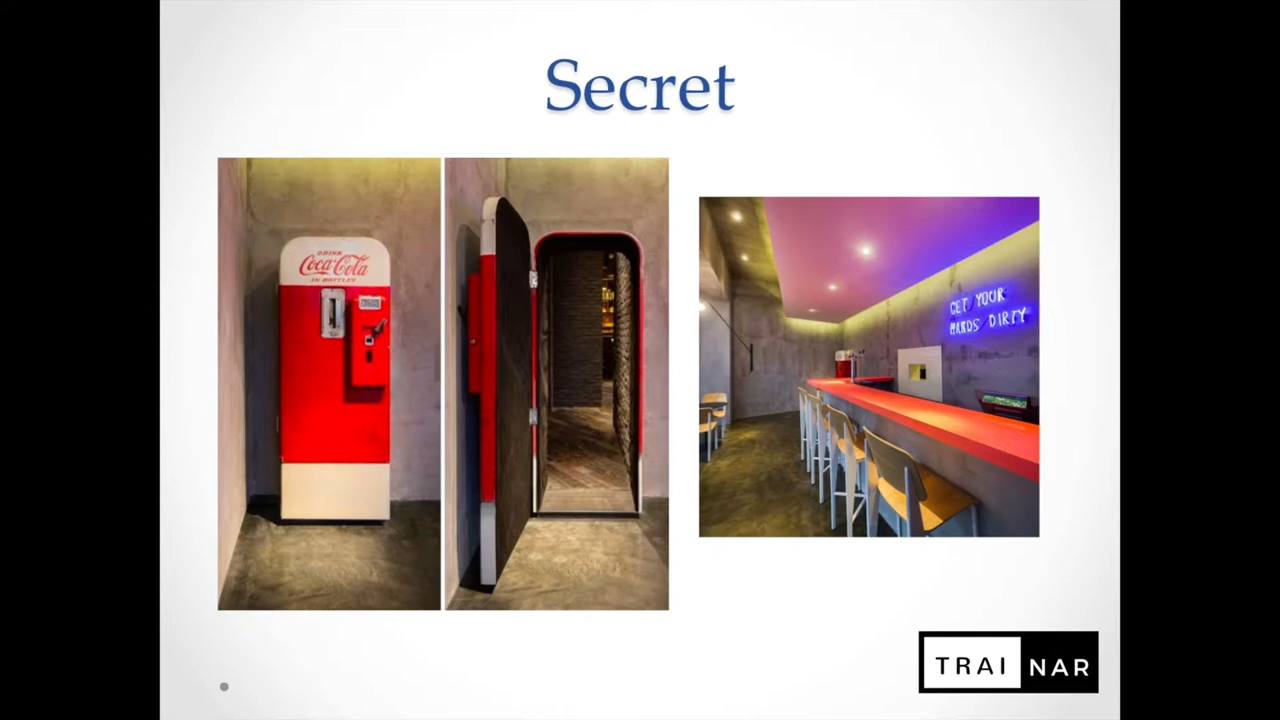 Secret
DRINK
Coca-Cola
IN BOTTLES
GET YOUR
HANDS DIRTY
TRAI NAR